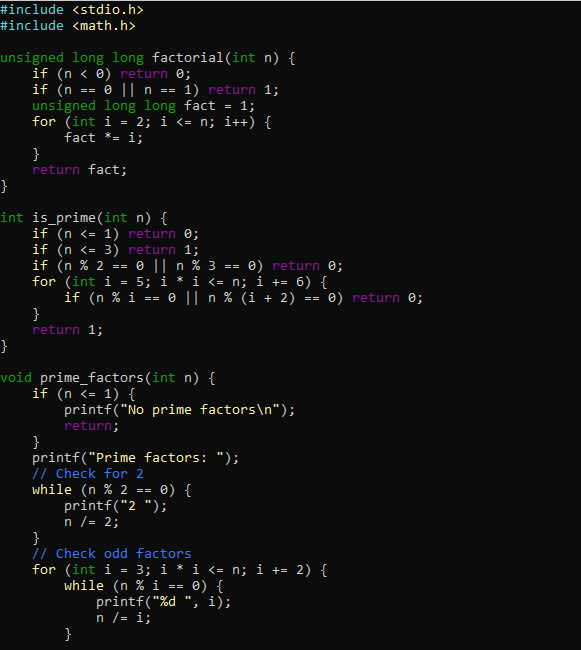 #include <stdio.h>
#include <math.h>

unsigned long long factorial(int n) {
    if (n < 0) return 0;
    if (n == 0 || n == 1) return 1;
    unsigned long long fact = 1;
    for (int i = 2; i <= n; i++) {
        fact *= i;
    }
    return fact;
}

int is_prime(int n) {
    if (n <= 1) return 0;
    if (n <= 3) return 1;
    if (n % 2 == 0 || n % 3 == 0) return 0;
    for (int i = 5; i * i <= n; i += 6) {
        if (n % i == 0 || n % (i + 2) == 0) return 0;
    }
    return 1;
}

void prime_factors(int n) {
    if (n <= 1) {
        printf("No prime factors\n");
        return;
    }
    printf("Prime factors: ");
    // Check for 2
    while (n % 2 == 0) {
        printf("2 ");
        n /= 2;
    }
    // Check odd factors
    for (int i = 3; i * i <= n; i += 2) {
        while (n % i == 0) {
            printf("%d ", i);
            n /= i;
        }